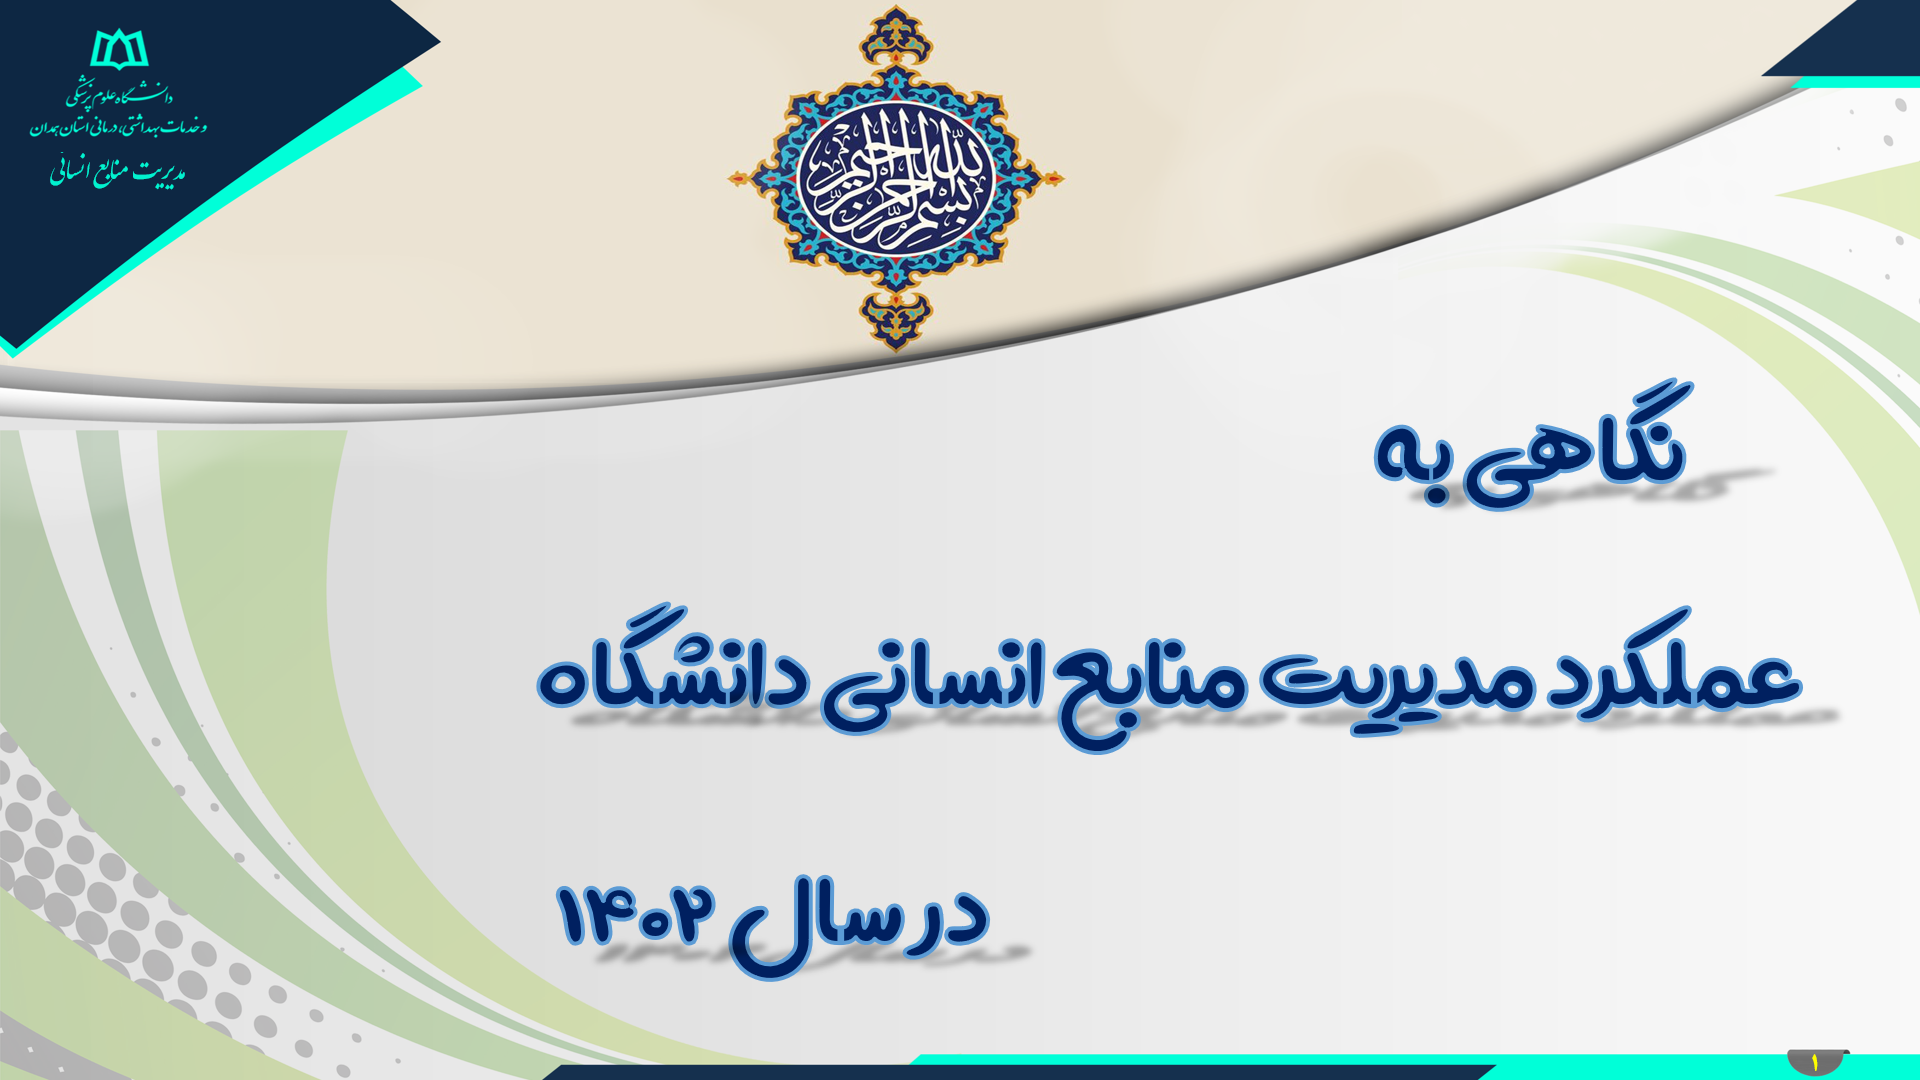 دانشگاه علوم پزشکی
و خدمات بهداشتی، درمانی استان همدان
مدیریت منابع انسانی
بسم الله الرحمن الرحیم
نگاهی به
عملکرد مدیریت منابع انسانی دانشگاه
در سال ۱۴۰۲
۱